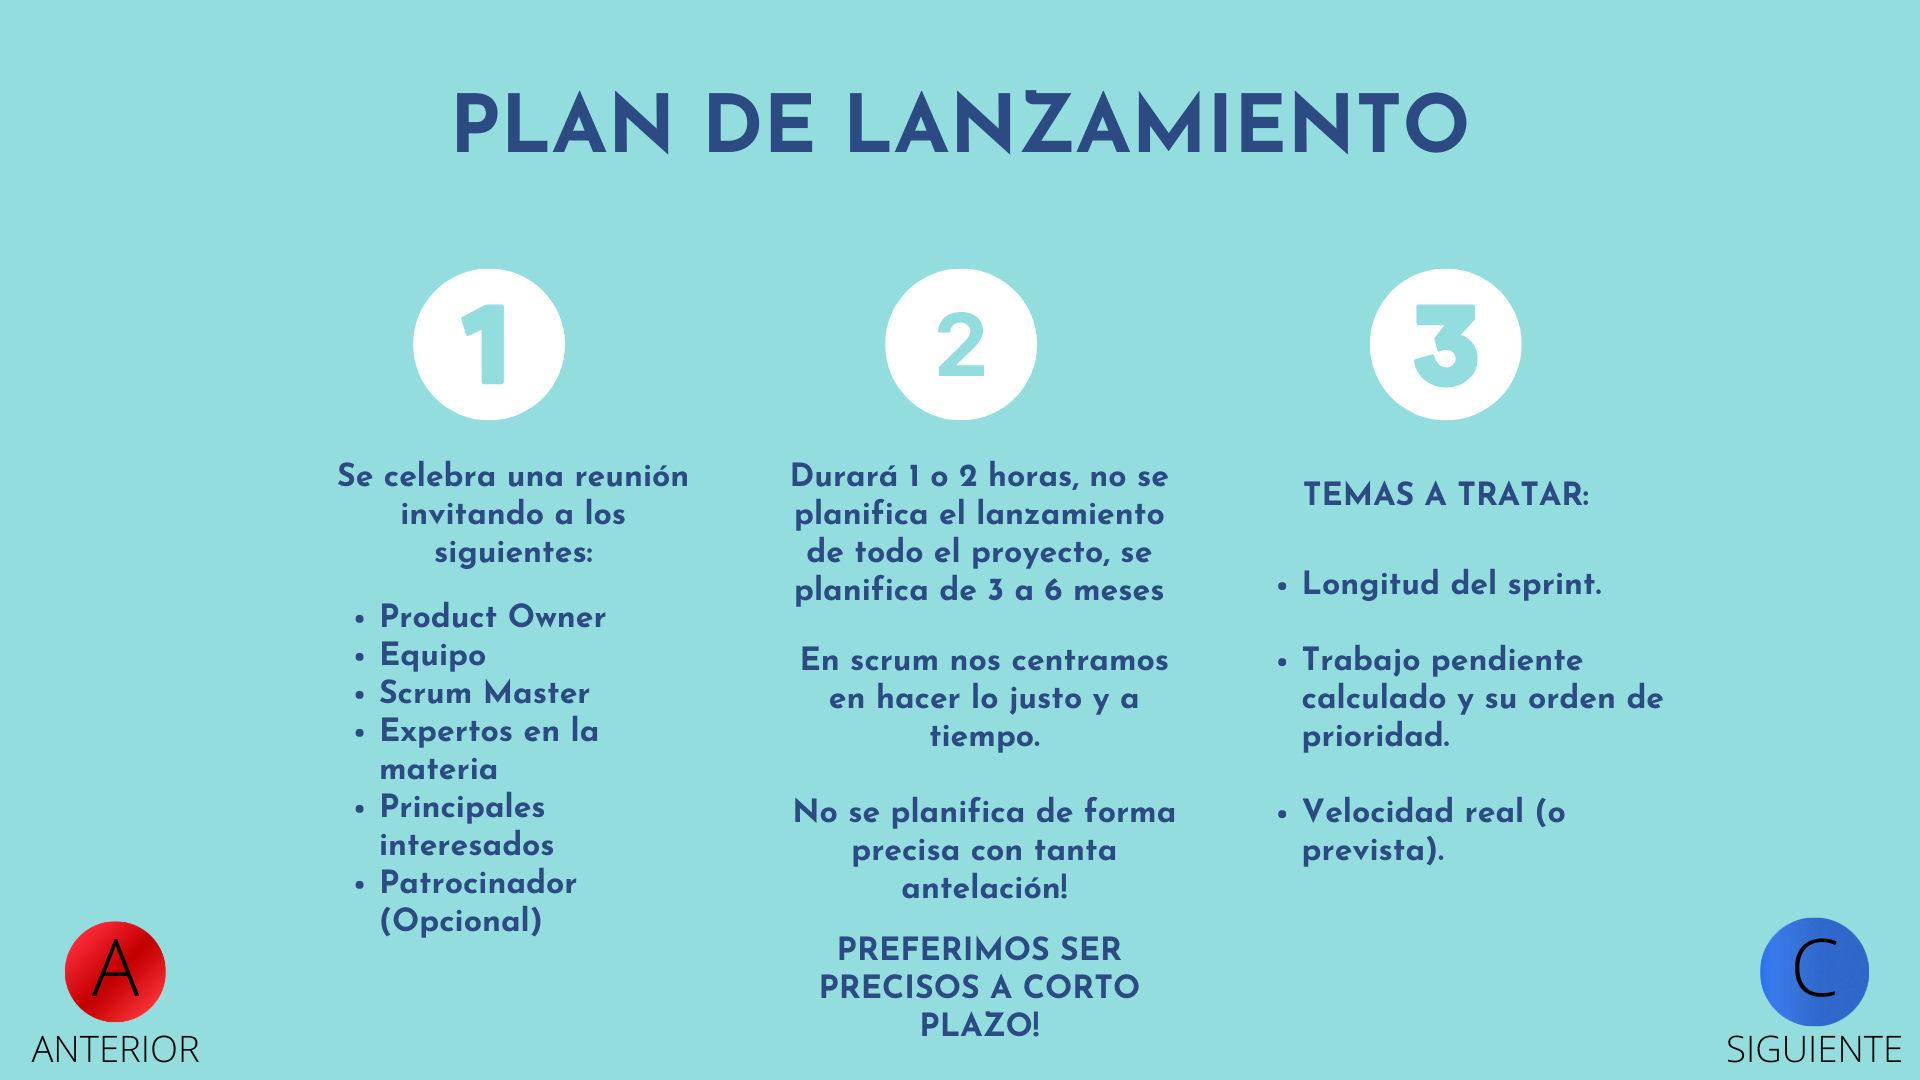 PLAN DE LANZAMIENTO
1
Se celebra una reunión
invitando a los
siguientes:
• Product Owner
• Equipo
• Scrum Master
• Expertos en la
materia
• Principales
interesados
• Patrocinador
(Opcional)
2
Durará 1 o 2 horas, no se
planifica el lanzamiento
de todo el proyecto, se
planifica de 3 a 6 meses
En scrum nos centramos
en hacer lo justo y a
tiempo.
No se planifica de forma
precisa con tanta
antelación!
PREFERIMOS SER
PRECISOS A CORTO
PLAZO!
3
TEMAS A TRATAR:
• Longitud del sprint.
• Trabajo pendiente
calculado y su orden de
prioridad.
• Velocidad real (o
prevista).
A
ANTERIOR
C
SIGUIENTE